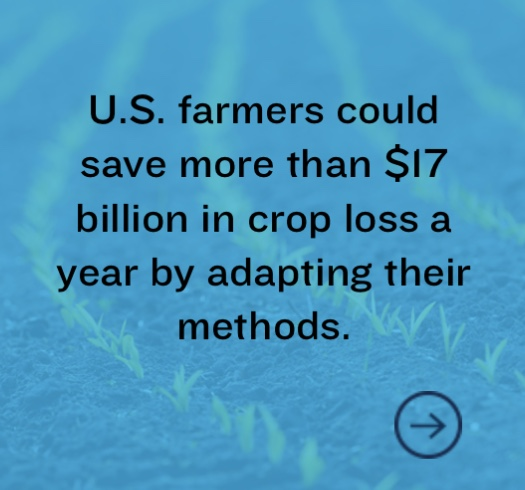 U.S. farmers could
save more than $17
billion in crop loss a
year by adapting their
methods.